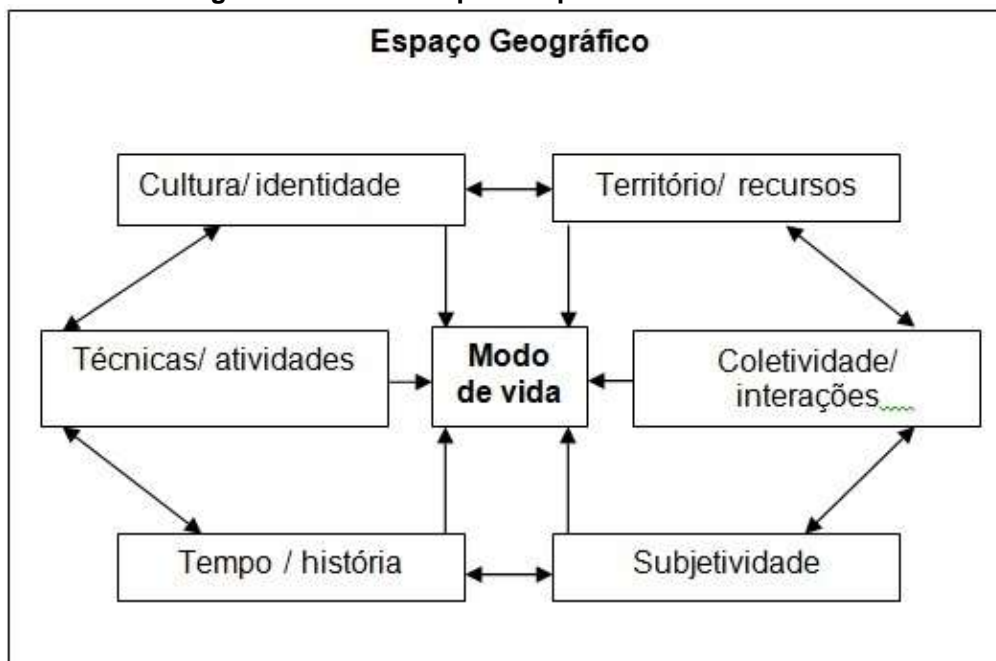 Espaço Geográfico
Cultura/ identidade
Território/ recursos
Técnicas/ atividades
Modo
de vida
Coletividade/
interações
Tempo / história
Subjetividade